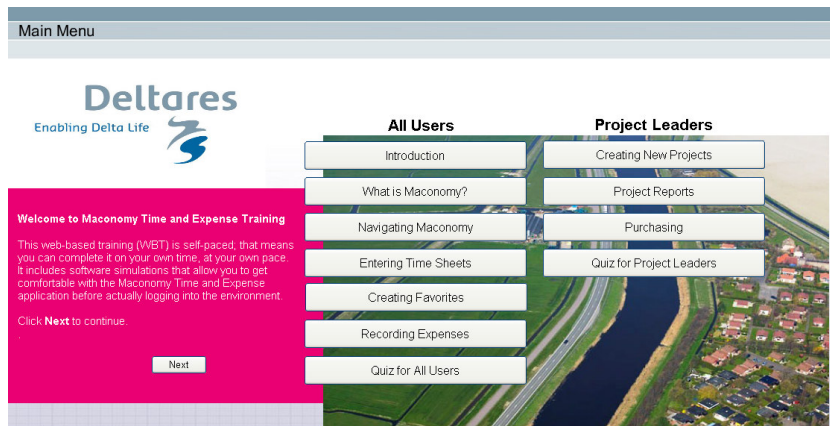 Main Menu
Deltares
Enabling Delta Life
All Users
Project Leaders
Introduction
Creating New Projects
What is Maconomy?
Project Reports
Navigating Maconomy
Purchasing
Entering Time Sheets
Quiz for Project Leaders
Creating Favorites
Recording Expenses
Quiz for All Users
Welcome to Maconomy Time and Expense Training
This web-based training (WBT) is self-paced; that means
you can complete it on your own time, at your own pace.
It includes software simulations that allow you to get
comfortable with the Maconomy Time and Expense
application before actually logging into the environment.
Click Next to continue.
.
Next